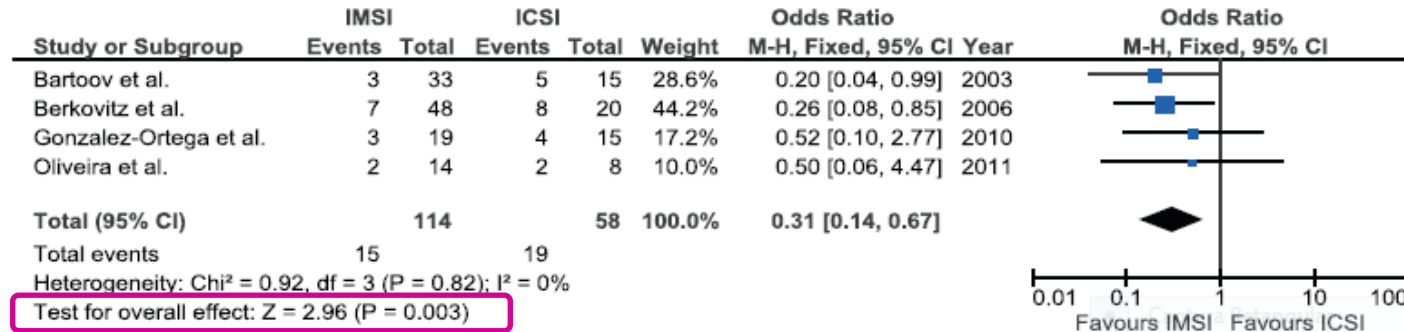 IMSI ICSI Odds Ratio Odds Ratio
Study or Subgroup Events Total Events Total Weight M-H, Fixed, 95% CI Year M-H, Fixed, 95% CI
Bartoov et al. 3 33 5 15 28.6% 0.20 [0.04, 0.99] 2003
Berkovitz et al. 7 48 8 20 44.2% 0.26 [0.08, 0.85] 2006
Gonzalez-Ortega et al. 3 19 4 15 17.2% 0.52 [0.10, 2.77] 2010
Oliveira et al. 2 14 2 8 10.0% 0.50 [0.06, 4.47] 2011
Total (95% CI) 114 58 100.0% 0.31 [0.14, 0.67]
Total events 15 19
Heterogeneity: Chi² = 0.92, df = 3 (P = 0.82); I² = 0%
Test for overall effect: Z = 2.96 (P = 0.003)
0.01 0.1 1 10 100
Favours IMSI Favours ICSI